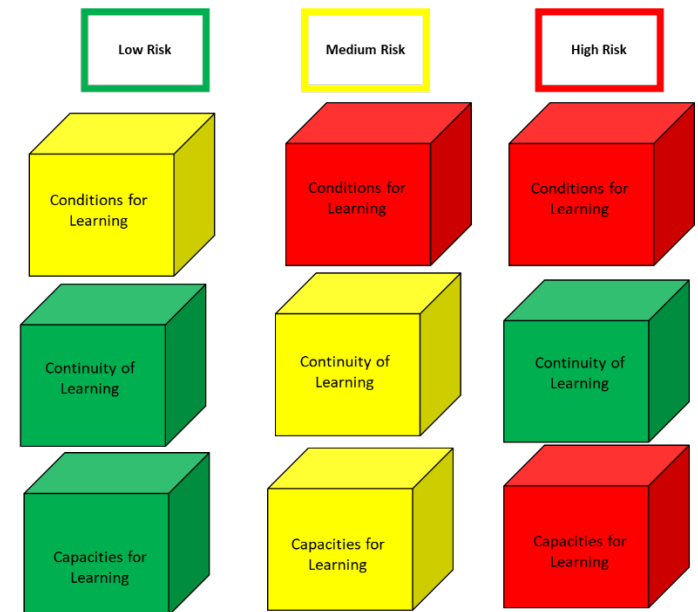 Low Risk
Medium Risk
High Risk
Conditions for
Learning
Conditions for
Learning
Conditions for
Learning
Continuity of
Learning
Continuity of
Learning
Continuity of
Learning
Capacities for
Learning
Capacities for
Learning
Capacities for
Learning